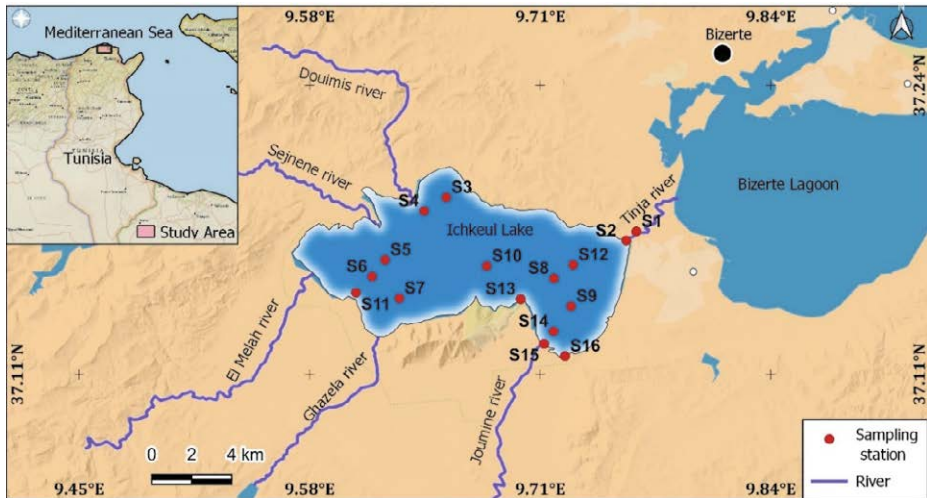 9.58°E
9.71°E
9.84°E
Mediterranean Sea
Tunisia
Study Area
Bizerte
37.24°N
Douimis river
Sejnene river
S3
S4
Tinja river
Bizerte Lagoon
Ichkeul Lake
S1
S2
S5
S10
S12
S6
S8
S11
S7
S13
S9
S14
S15
S16
37.11°N
37.11°N
El Melah river
Ghazela river
Joumine river
0 2 4 km
Sampling
station
River
9.45°E
9.58°E
9.71°E
9.84°E